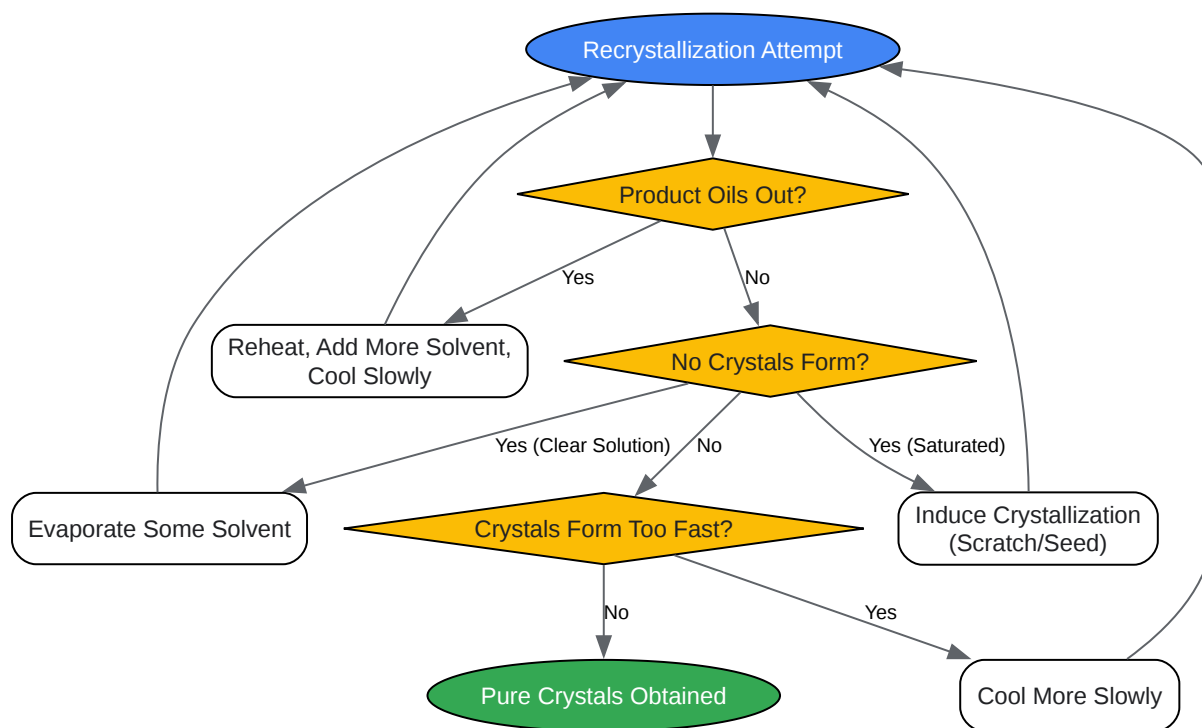 Recrystallization Attempt
Product Oils Out?
Yes
No
Reheat, Add More Solvent,
Cool Slowly
No Crystals Form?
Yes (Clear Solution)
No
Yes (Saturated)
Evaporate Some Solvent
Crystals Form Too Fast?
Induce Crystallization
(Scratch/Seed)
No
Yes
Pure Crystals Obtained
Cool More Slowly